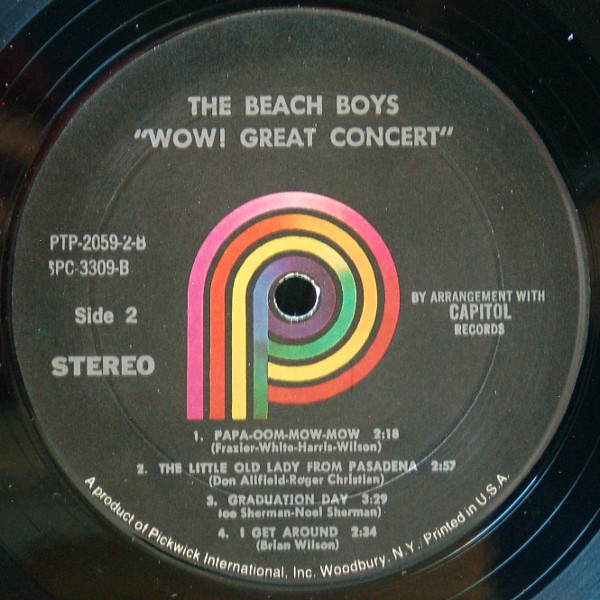 THE BEACH BOYS
"WOW! GREAT CONCERT"
PTP-2059-2-B
SPC-3309-B
Side 2
STEREO
BY ARRANGEMENT WITH
CAPITOL
RECORDS
1. PAPA-OOM-MOW-MOW 2:18
(Frazier-White-Harris-Wilson)
2. THE LITTLE OLD LADY FROM PASADENA 2:57
(Don Allfield-Roger Christian)
3. GRADUATION DAY 3:29
Joe Sherman-Noel Sherman)
4. I GET AROUND 2:34
(Brian Wilson)
A product of Pickwick International, Inc. Woodbury, N.Y. Printed in U.S.A.